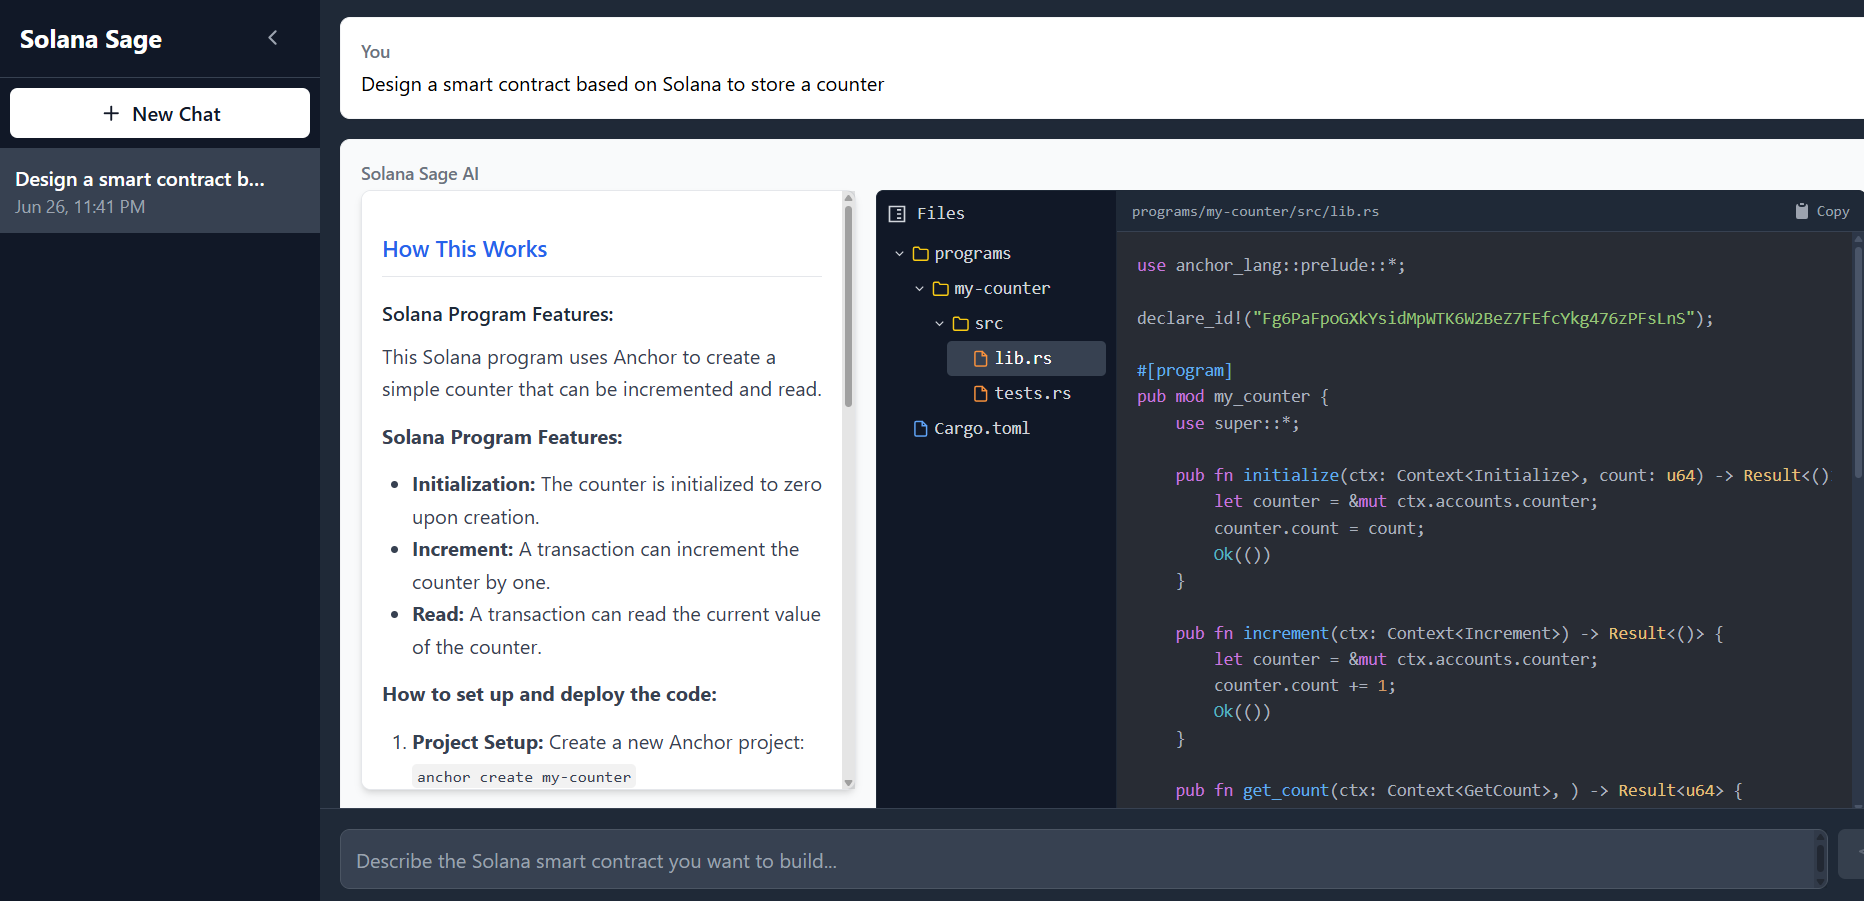 Solana Sage
New Chat
Design a smart contract b...
Jun 26, 11:41 PM
You
Design a smart contract based on Solana to store a counter
Solana Sage AI
How This Works
Solana Program Features:
This Solana program uses Anchor to create a
simple counter that can be incremented and read.
Solana Program Features:
• Initialization: The counter is initialized to zero
upon creation.
• Increment: A transaction can increment the
counter by one.
• Read: A transaction can read the current value
of the counter.
How to set up and deploy the code:
1. Project Setup: Create a new Anchor project:
anchor create my-counter
Files
programs
my-counter
src
lib.rs
tests.rs
Cargo.toml
programs/my-counter/src/lib.rs
Copy
use anchor_lang::prelude::*;
declare_id!("Fg6PaFpoGXkYsidMpWTK6W2BeZ7FEfcYkg476zPFsLnS");
#[program]
pub mod my_counter {
    use super::*;
    pub fn initialize(ctx: Context<Initialize>, count: u64) -> Result<()
        let counter = &mut ctx.accounts.counter;
        counter.count = count;
        Ok(())
    }
    pub fn increment(ctx: Context<Increment>) -> Result<()> {
        let counter = &mut ctx.accounts.counter;
        counter.count += 1;
        Ok(())
    }
    pub fn get_count(ctx: Context<GetCount>, ) -> Result<u64> {
Describe the Solana smart contract you want to build...